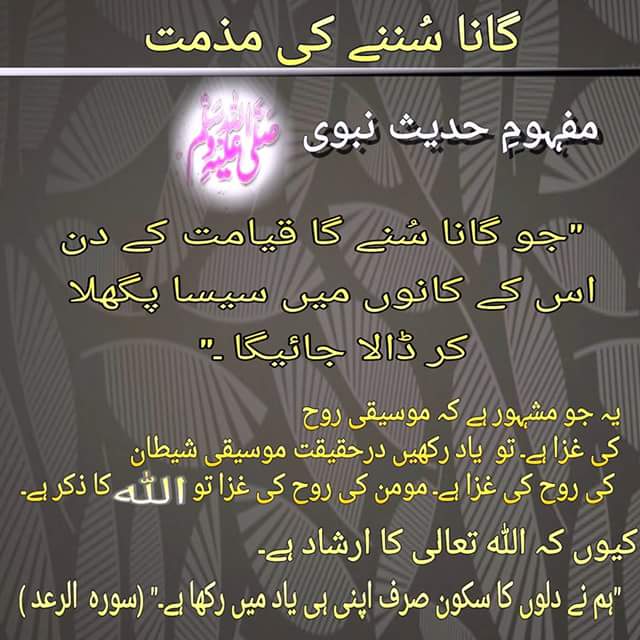 گانا سُننے کی مذمت
مفہومِ حدیث نبوی صلی اللہ علیہ وسلم
"جو گانا سُنے گا قیامت کے دن
اس کے کانوں میں سیسا پگھلا
کر ڈالا جائیگا ۔"
یہ جو مشہور ہے کہ موسیقی روح
کی غزا ہے۔ تو یاد رکھیں درحقیقت موسیقی شیطان
کی روح کی غزا ہے۔ مومن کی روح کی غزا تو اللہ کا ذکر ہے۔
کیوں کہ اللہ تعالی کا ارشاد ہے۔
"ہم نے دلوں کا سکون صرف اپنی ہی یاد میں رکھا ہے۔" (سورہ الرعد )